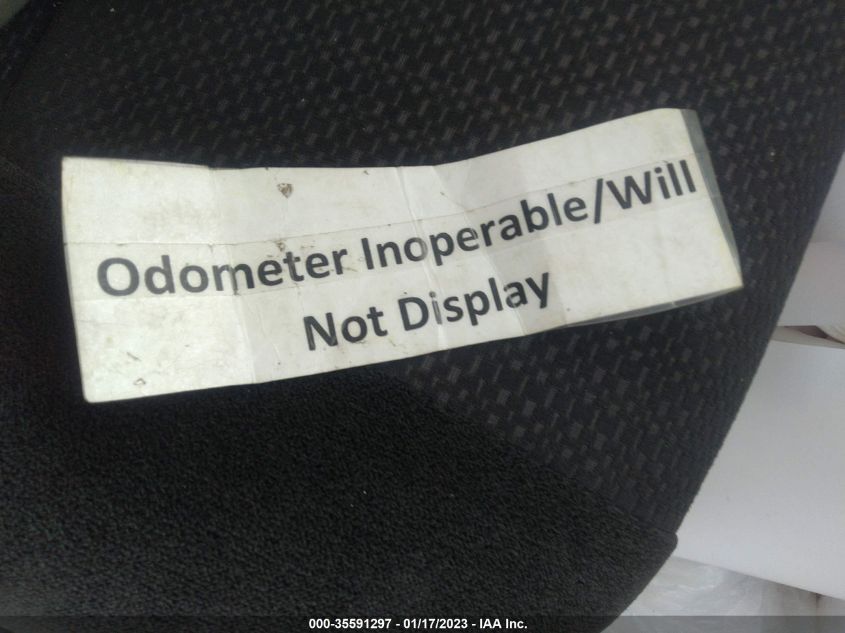 Odometer Inoperable/Will
Not Display
000-35591297 - 01/17/2023 - IAA Inc.